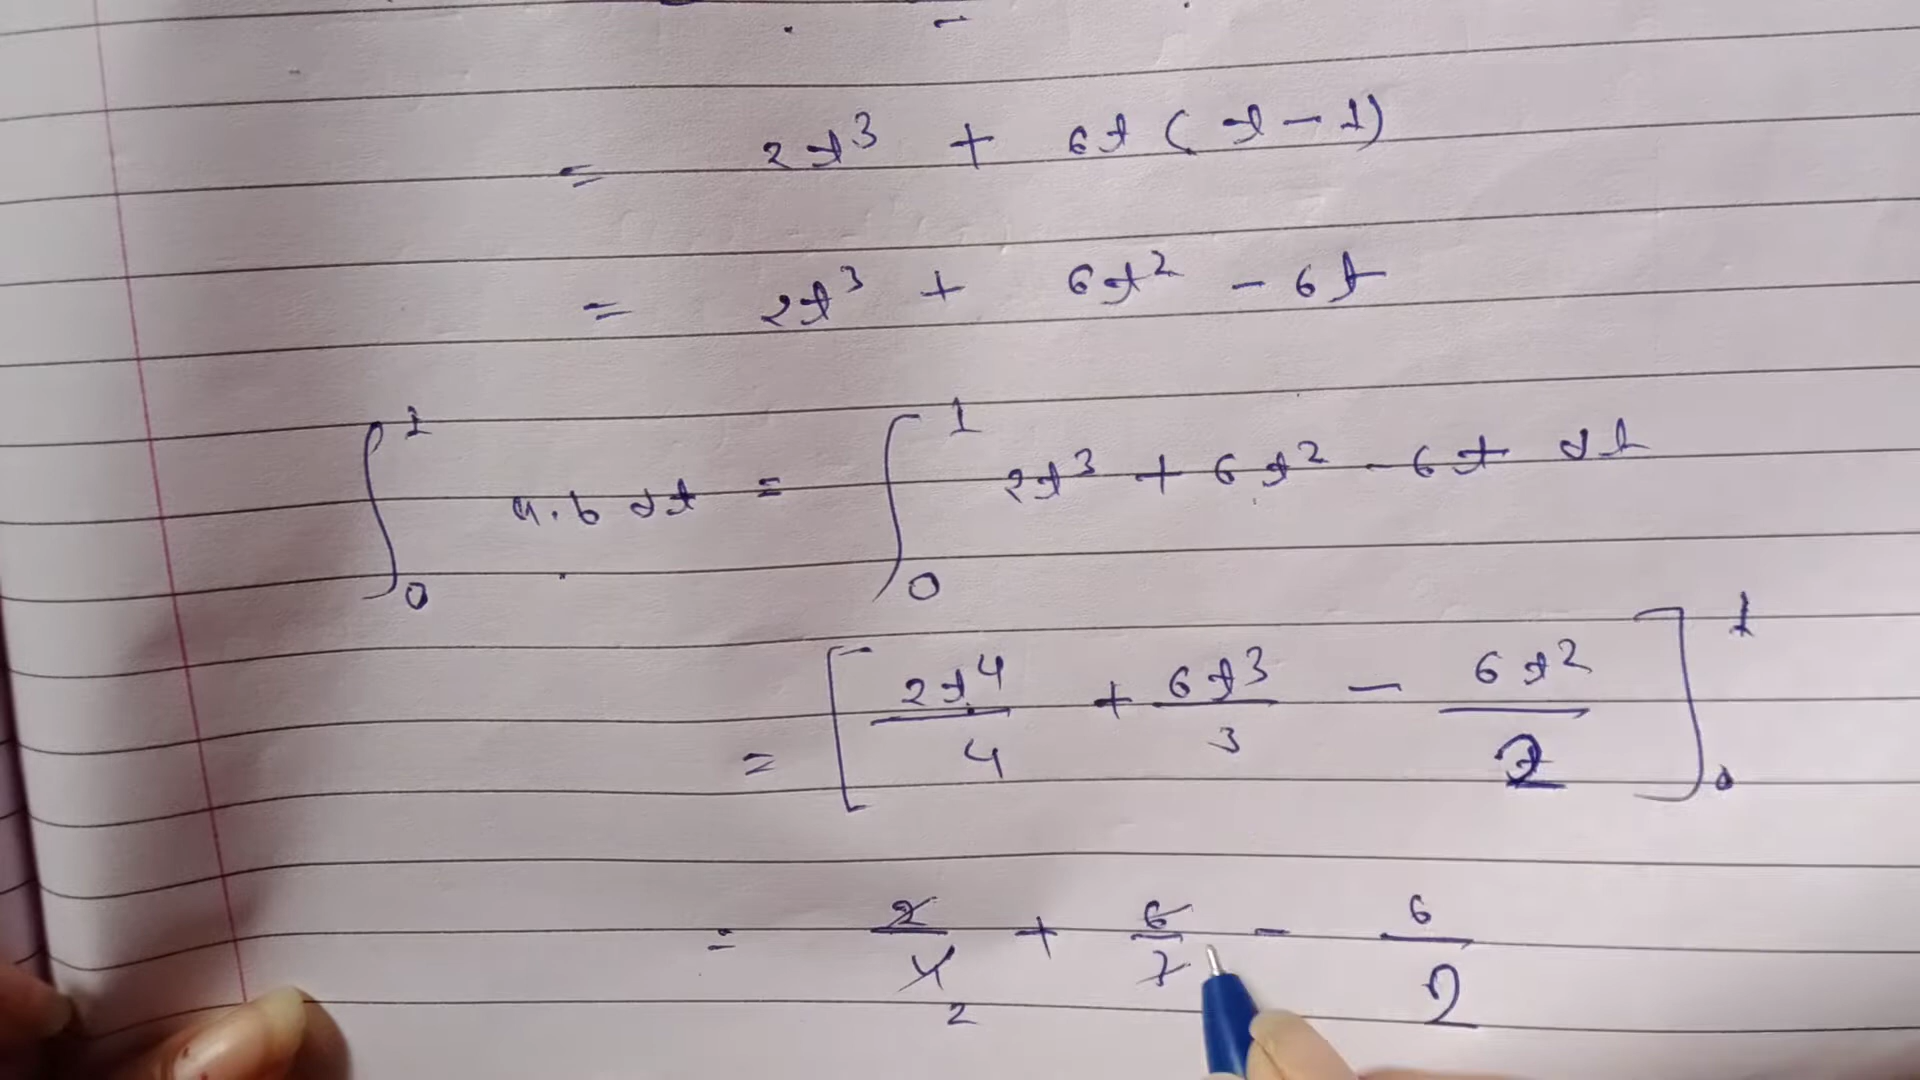 = 2t³ + 6t (t - 1)
= 2t³ + 6t² - 6t
∫₀¹ a.b dt = ∫₀¹ 2t³ + 6t² - 6t dt
= [2t⁴/4 + 6t³/3 - 6t²/2]₀¹
= 2/4 2 + 6/3 - 6/2